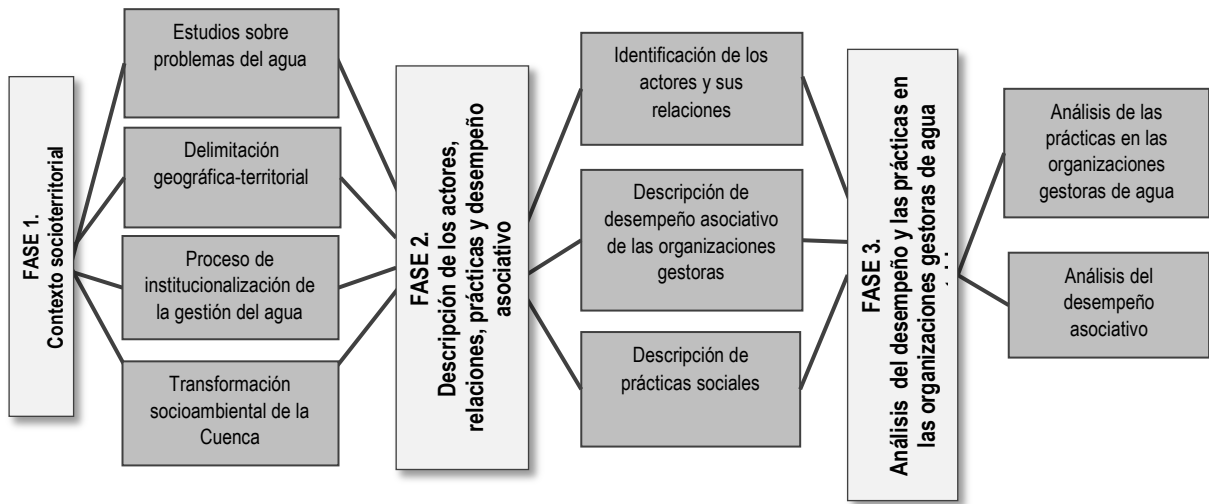 FASE 1.
Contexto socioterritorial
Estudios sobre
problemas del agua
Delimitación
geográfica-territorial
Proceso de
institucionalización de
la gestión del agua
Transformación
socioambiental de la
Cuenca
FASE 2.
Descripción de los actores,
relaciones, prácticas y desempeño
asociativo
Identificación de los
actores y sus
relaciones
Descripción de
desempeño asociativo
de las organizaciones
gestoras
Descripción de
prácticas sociales
FASE 3.
Análisis del desempeño y las prácticas en
las organizaciones gestoras de agua
Análisis de las
prácticas en las
organizaciones
gestoras de agua
Análisis del
desempeño
asociativo